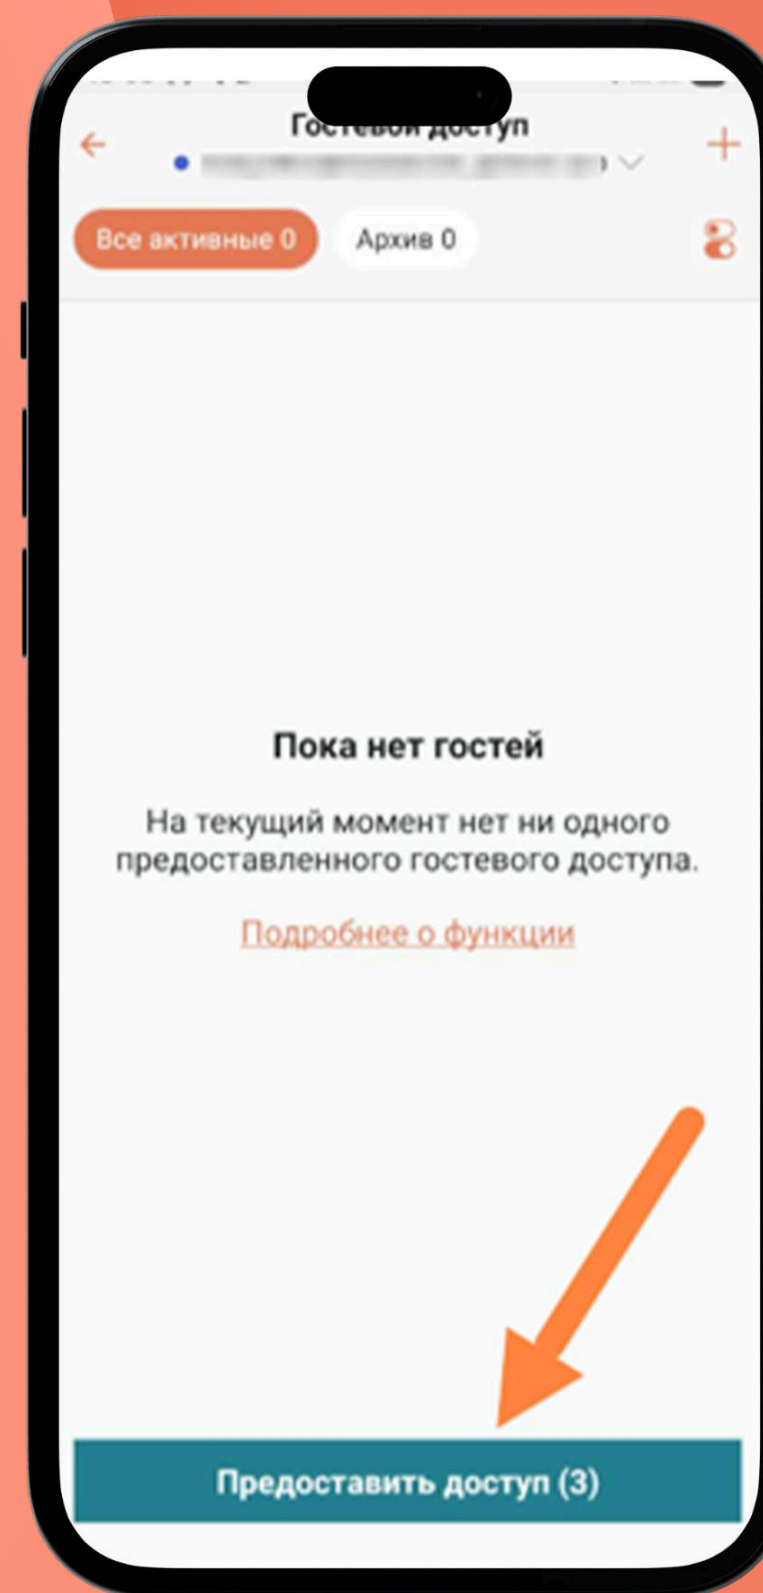 Гостевой доступ
Все активные 0
Архив 0
Пока нет гостей
На текущий момент нет ни одного
предоставленного гостевого доступа.
Подробнее о функции
Предоставить доступ (3)